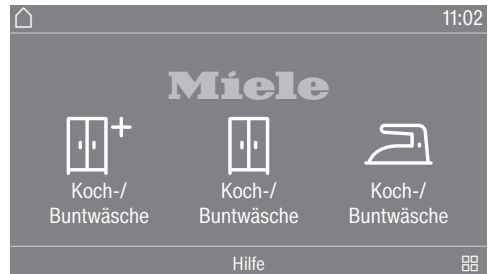 11:02
Miele
Koch-/
Buntwäsche
Koch-/
Buntwäsche
Koch-/
Buntwäsche
Hilfe